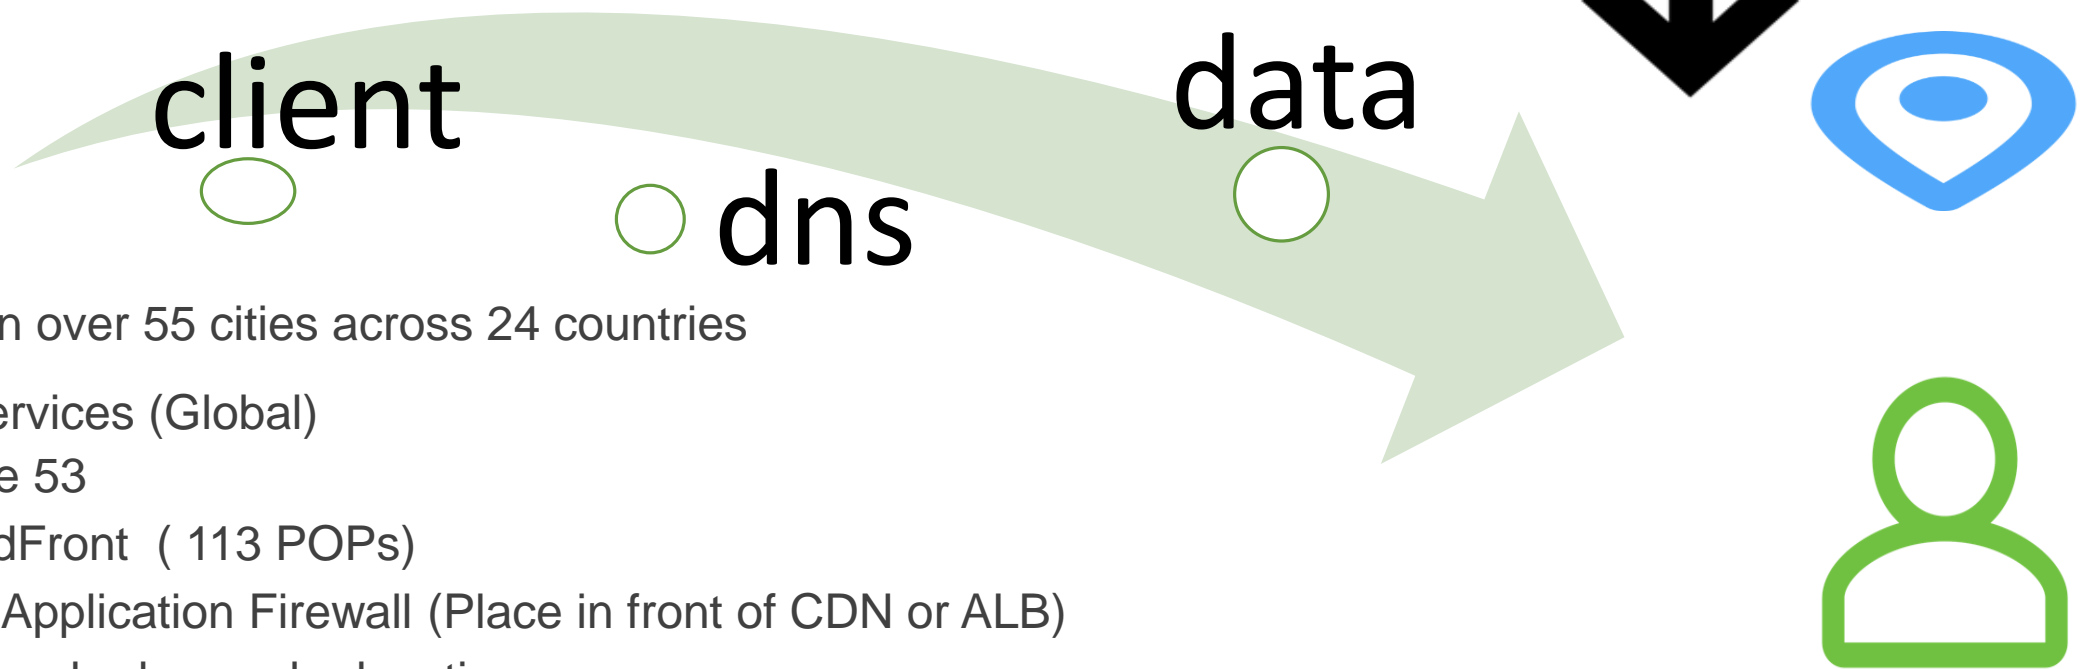 client
data
dns
n over 55 cities across 24 countries
ervices (Global)
e 53
dFront ( 113 POPs)
Application Firewall (Place in front of CDN or ALB)